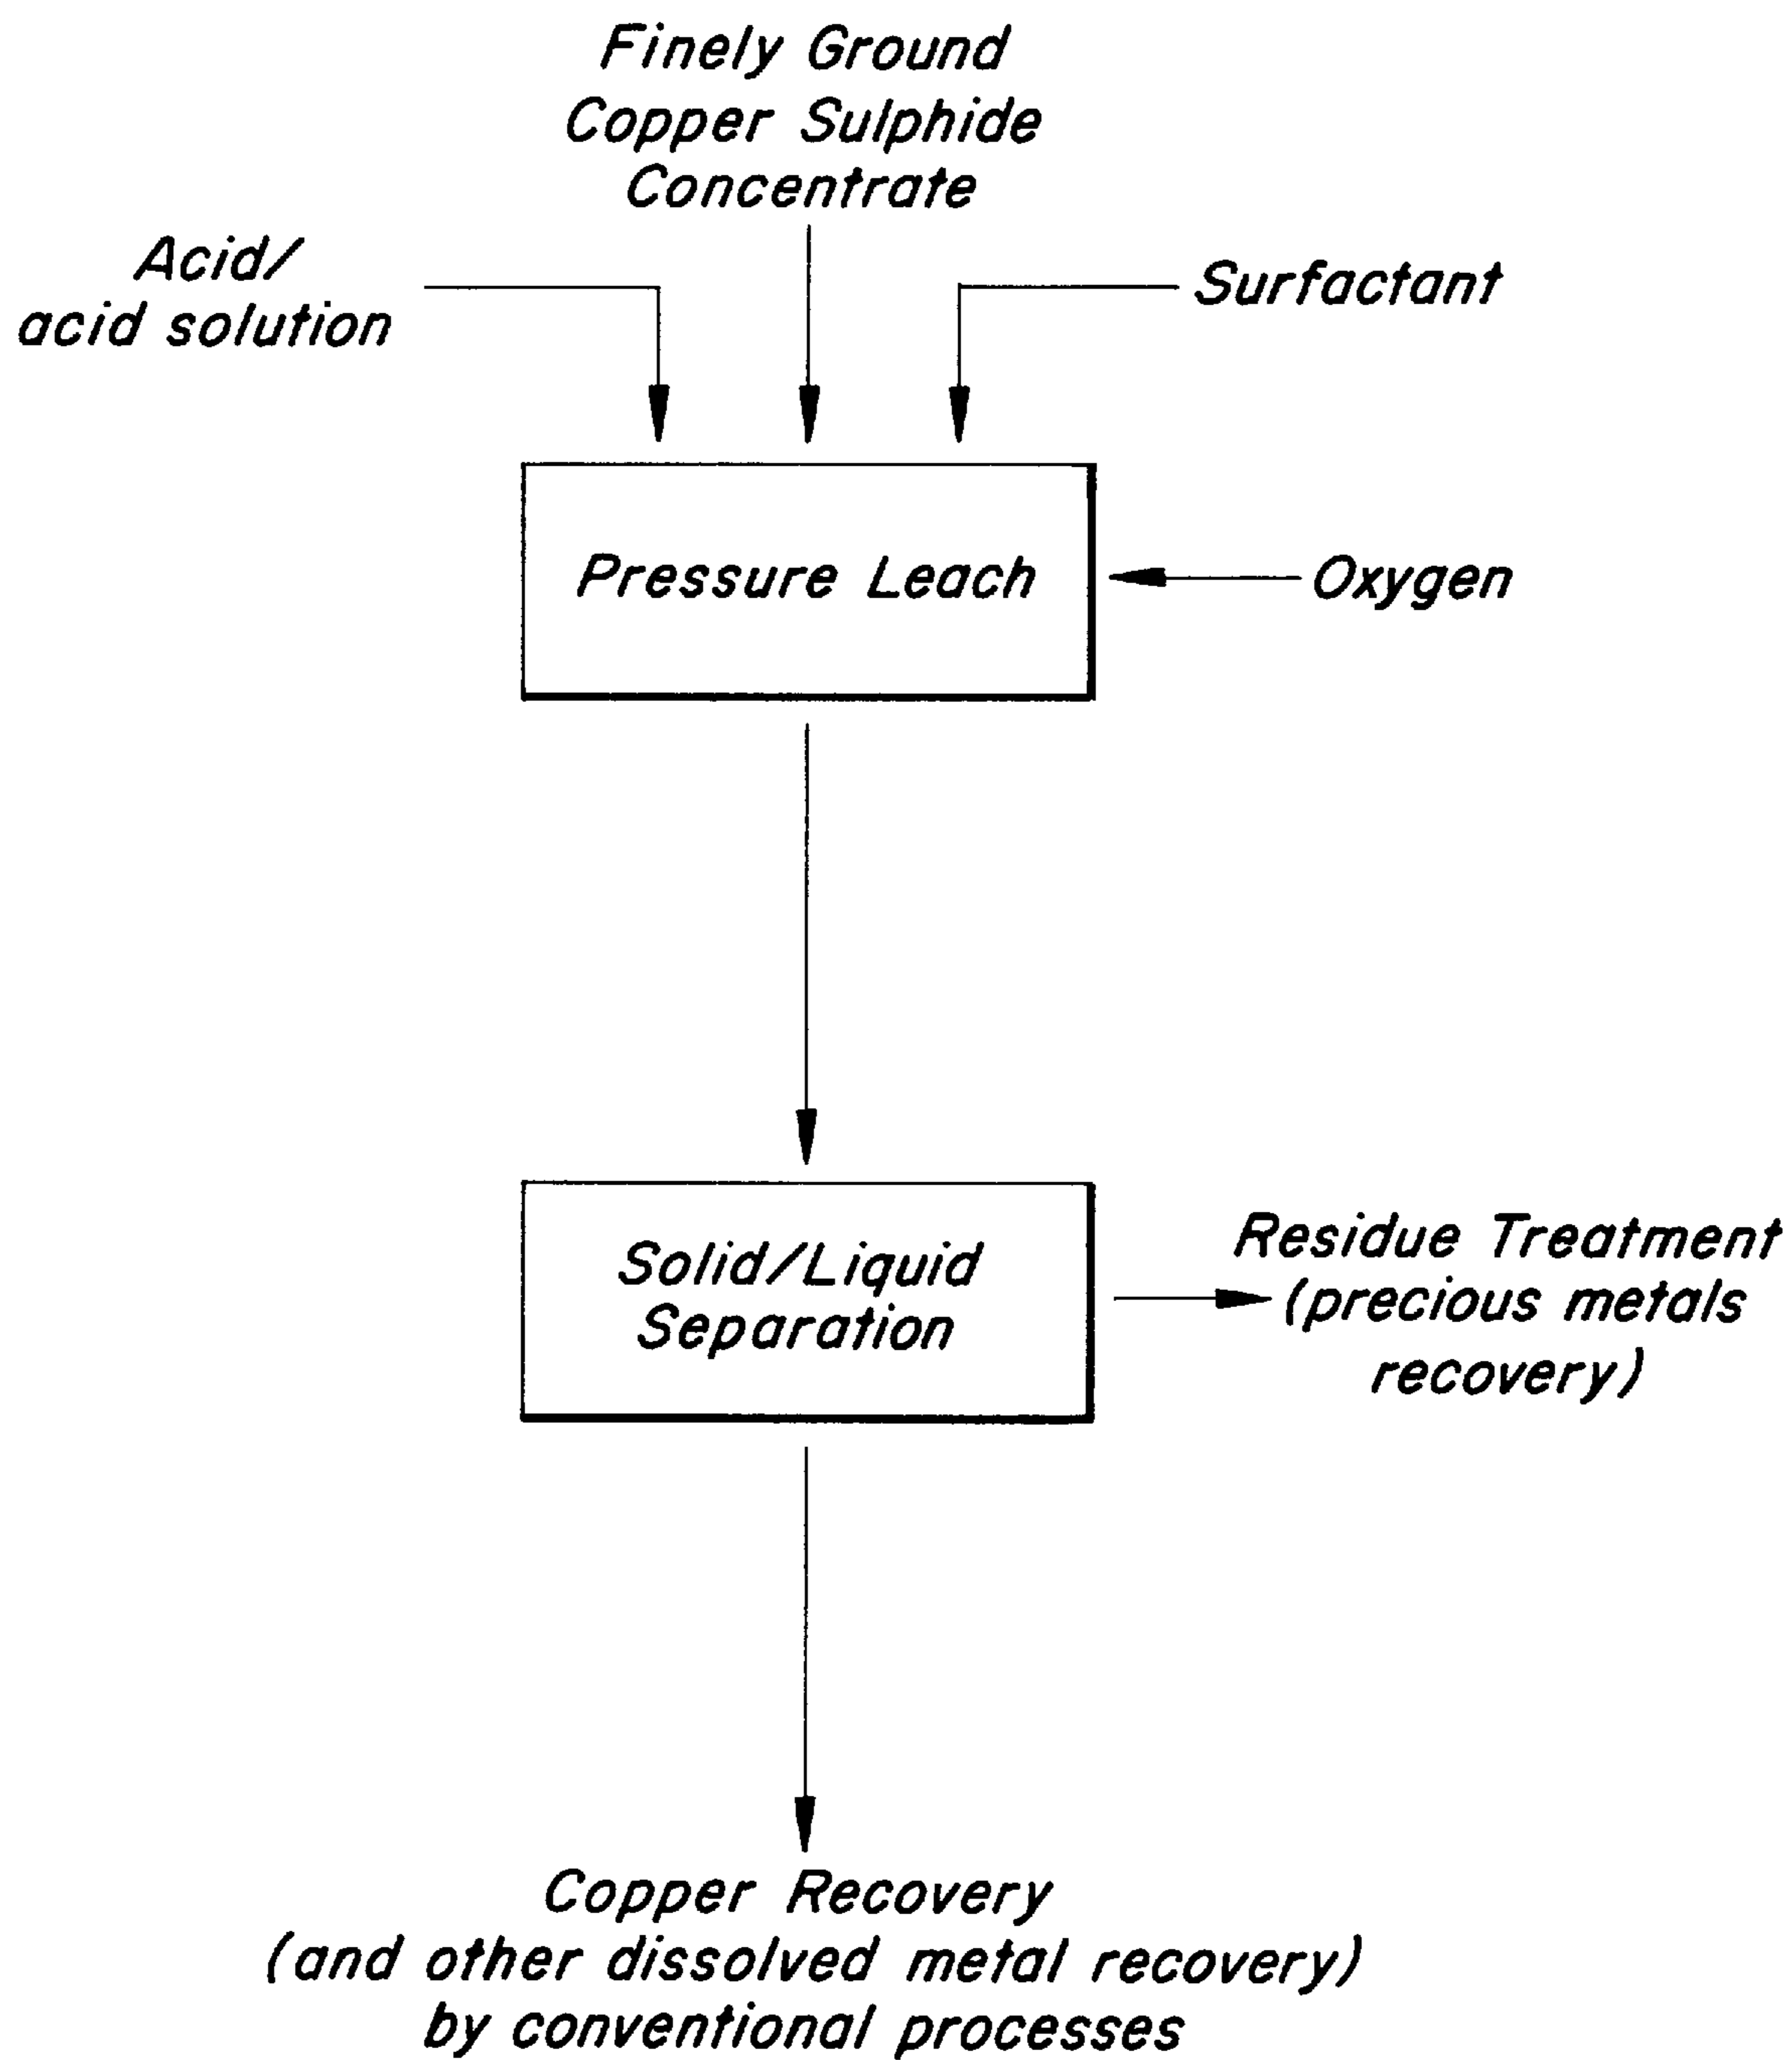 Finely Ground
Copper Sulphide
Concentrate
Acid/
acid solution
Surfactant
Pressure Leach
Oxygen
Solid/Liquid
Separation
Residue Treatment
(precious metals
recovery)
Copper Recovery
(and other dissolved metal recovery)
by conventional processes